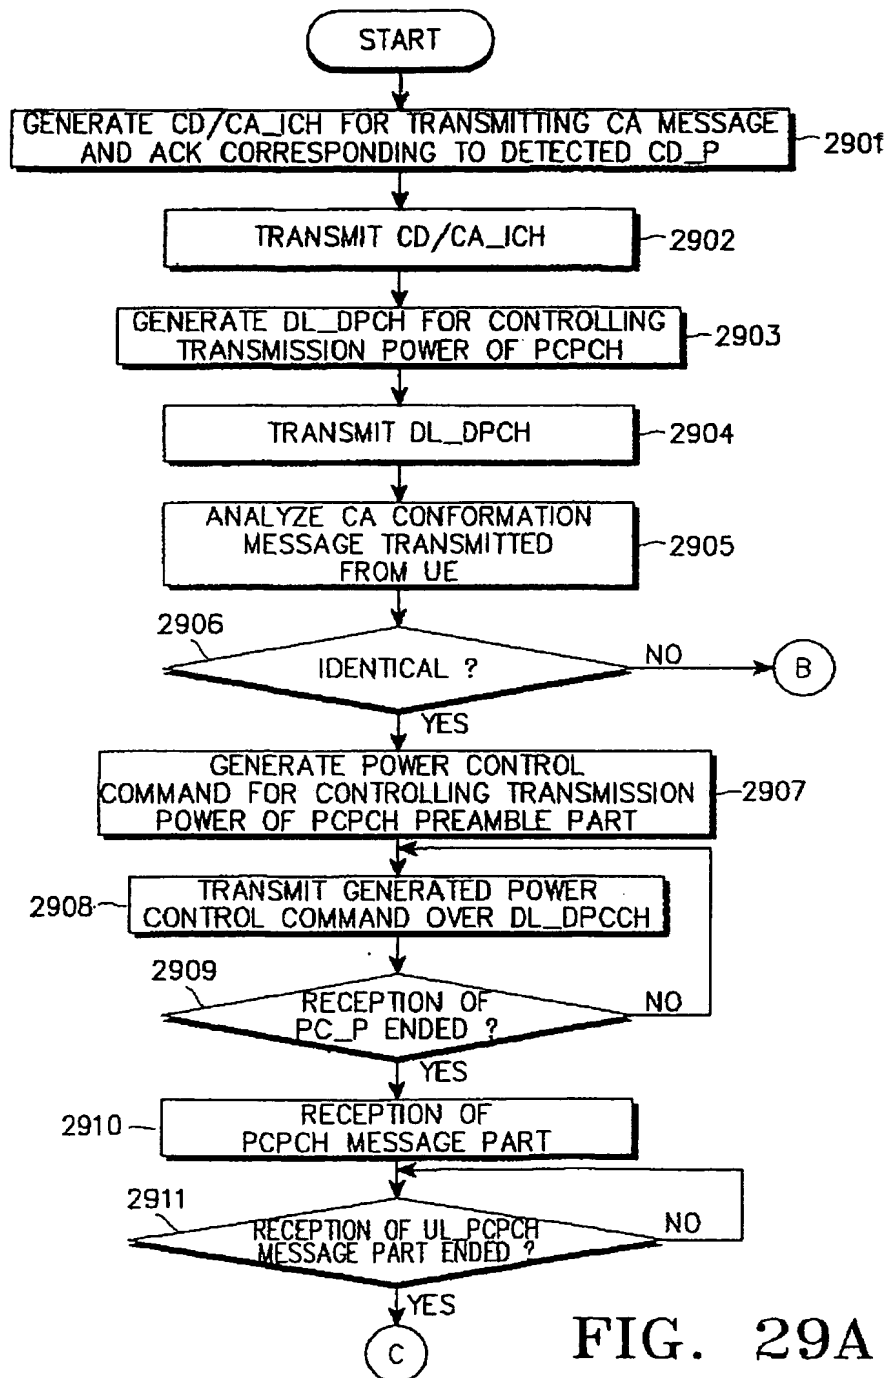 START
GENERATE CD/CA_ICH FOR TRANSMITTING CA MESSAGE
AND ACK CORRESPONDING TO DETECTED CD_P
2901
TRANSMIT CD/CA_ICH
2902
GENERATE DL_DPCH FOR CONTROLLING
TRANSMISSION POWER OF PCPCH
2903
TRANSMIT DL_DPCH
2904
ANALYZE CA CONFORMATION
MESSAGE TRANSMITTED
FROM UE
2905
2906
IDENTICAL ?
NO
B
YES
GENERATE POWER CONTROL
COMMAND FOR CONTROLLING TRANSMISSION
POWER OF PCPCH PREAMBLE PART
2907
2908
TRANSMIT GENERATED POWER
CONTROL COMMAND OVER DL_DPCCH
2909
RECEPTION OF
PC_P ENDED ?
NO
YES
2910
RECEPTION OF
PCPCH MESSAGE PART
2911
RECEPTION OF UL_PCPCH
MESSAGE PART ENDED ?
NO
YES
C
FIG. 29A